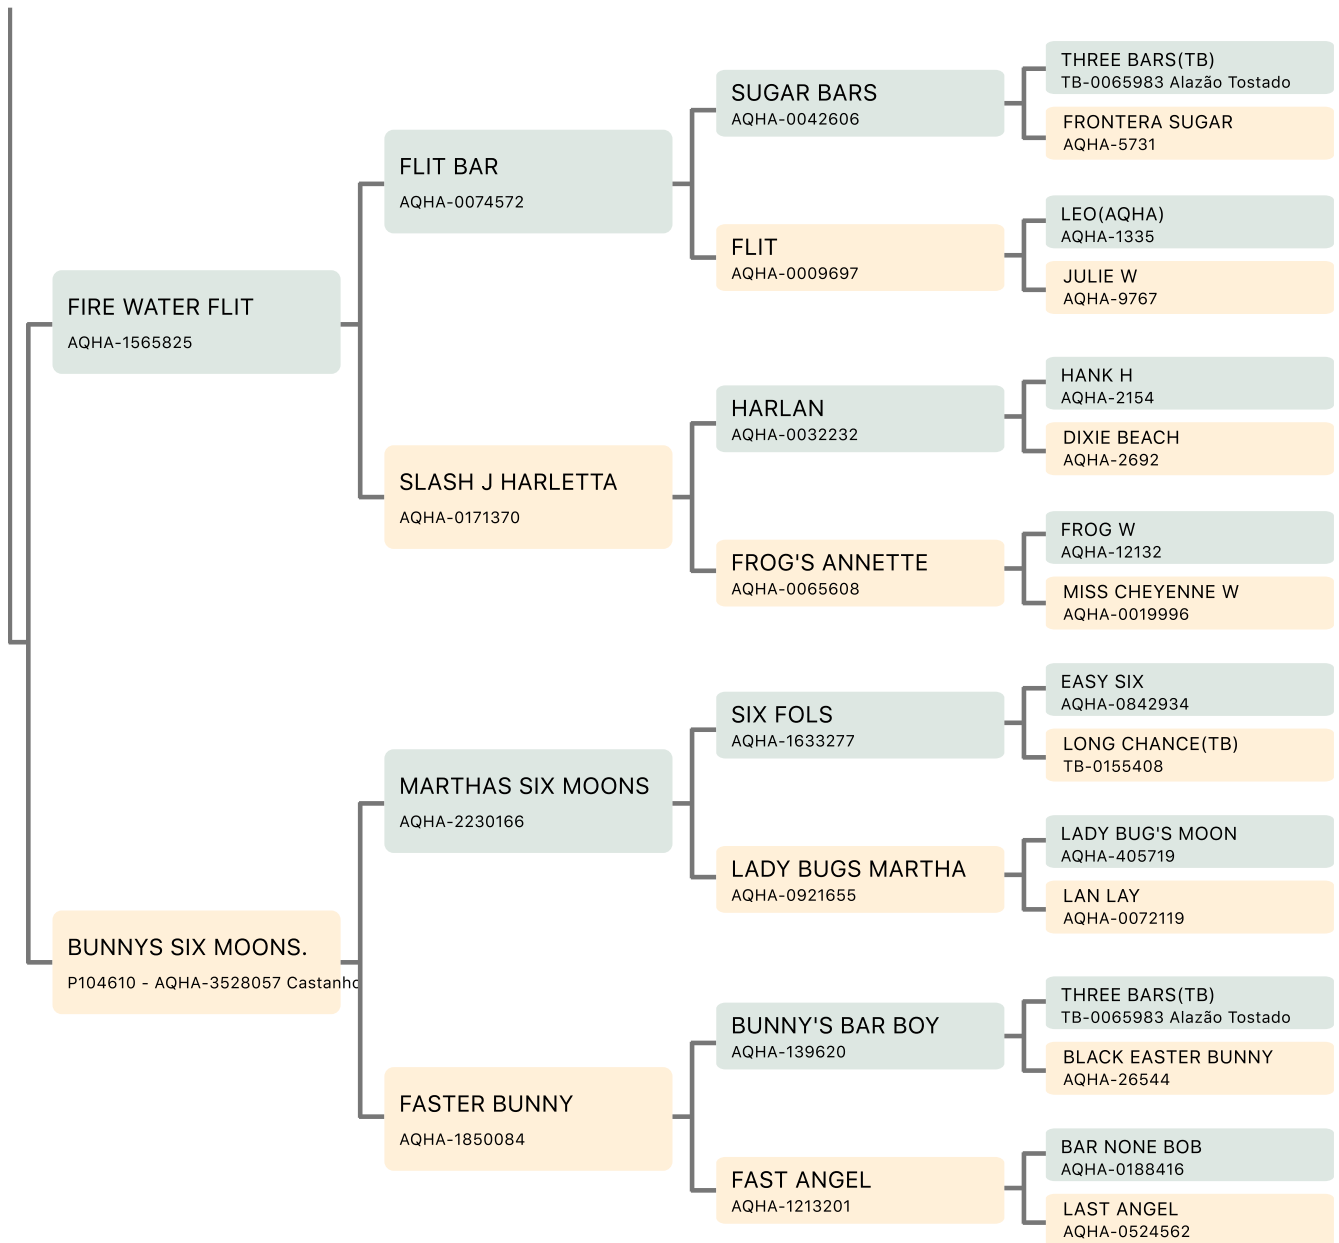 FIRE WATER FLIT
AQHA-1565825
FLIT BAR
AQHA-0074572
SUGAR BARS
AQHA-0042606
THREE BARS(TB)
TB-0065983 Alazão Tostado
FRONTERA SUGAR
AQHA-5731
FLIT
AQHA-0009697
LEO(AQHA)
AQHA-1335
JULIE W
AQHA-9767
SLASH J HARLETTA
AQHA-0171370
HARLAN
AQHA-0032232
HANK H
AQHA-2154
DIXIE BEACH
AQHA-2692
FROG'S ANNETTE
AQHA-0065608
FROG W
AQHA-12132
MISS CHEYENNE W
AQHA-0019996
BUNNYS SIX MOONS.
P104610 - AQHA-3528057 Castanho
MARTHAS SIX MOONS
AQHA-2230166
SIX FOLS
AQHA-1633277
EASY SIX
AQHA-0842934
LONG CHANCE(TB)
TB-0155408
LADY BUGS MARTHA
AQHA-0921655
LADY BUG'S MOON
AQHA-405719
LAN LAY
AQHA-0072119
FASTER BUNNY
AQHA-1850084
BUNNY'S BAR BOY
AQHA-139620
THREE BARS(TB)
TB-0065983 Alazão Tostado
BLACK EASTER BUNNY
AQHA-26544
FAST ANGEL
AQHA-1213201
BAR NONE BOB
AQHA-0188416
LAST ANGEL
AQHA-0524562